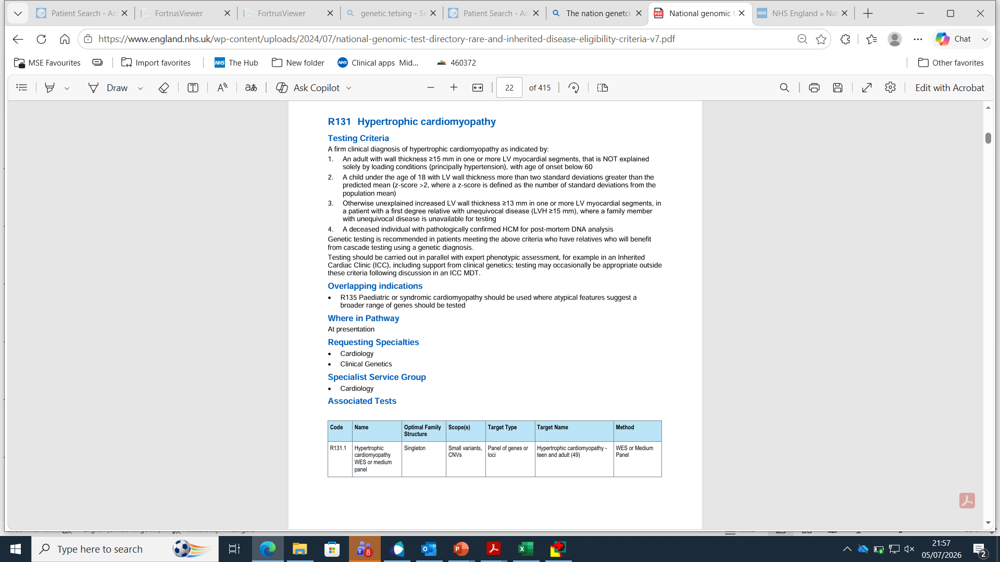 Patient Search - Ac
FortrusViewer
FortrusViewer
genetic tetsing - Se
Patient Search - Ac
The nation genetci
National genomic t
NHS England » Nat
https://www.england.nhs.uk/wp-content/uploads/2024/07/national-genomic-test-directory-rare-and-inherited-disease-eligibility-criteria-v7.pdf
Chat
MSE Favourites
Import favorites
NHS The Hub
New folder
NHS Clinical apps Mid...
460372
Other favorites
Draw
Ask Copilot
22 of 415
Edit with Acrobat
R131 Hypertrophic cardiomyopathy
Testing Criteria
A firm clinical diagnosis of hypertrophic cardiomyopathy as indicated by:
1. An adult with wall thickness ≥15 mm in one or more LV myocardial segments, that is NOT explained
solely by loading conditions (principally hypertension), with age of onset below 60
2. A child under the age of 18 with LV wall thickness more than two standard deviations greater than the
predicted mean (z-score >2, where a z-score is defined as the number of standard deviations from the
population mean)
3. Otherwise unexplained increased LV wall thickness ≥13 mm in one or more LV myocardial segments, in
a patient with a first degree relative with unequivocal disease (LVH ≥15 mm), where a family member
with unequivocal disease is unavailable for testing
4. A deceased individual with pathologically confirmed HCM for post-mortem DNA analysis
Genetic testing is recommended in patients meeting the above criteria who have relatives who will benefit
from cascade testing using a genetic diagnosis.
Testing should be carried out in parallel with expert phenotypic assessment, for example in an Inherited
Cardiac Clinic (ICC), including support from clinical genetics; testing may occasionally be appropriate outside
these criteria following discussion in an ICC MDT.
Overlapping indications
• R135 Paediatric or syndromic cardiomyopathy should be used where atypical features suggest a
broader range of genes should be tested
Where in Pathway
At presentation
Requesting Specialties
• Cardiology
• Clinical Genetics
Specialist Service Group
• Cardiology
Associated Tests
Code Name Optimal Family Structure Scope(s) Target Type Target Name Method
R131.1 Hypertrophic cardiomyopathy WES or medium panel Singleton Small variants, CNVs Panel of genes or loci Hypertrophic cardiomyopathy - teen and adult (49) WES or Medium Panel
Type here to search
8
21:57
05/07/2026
2